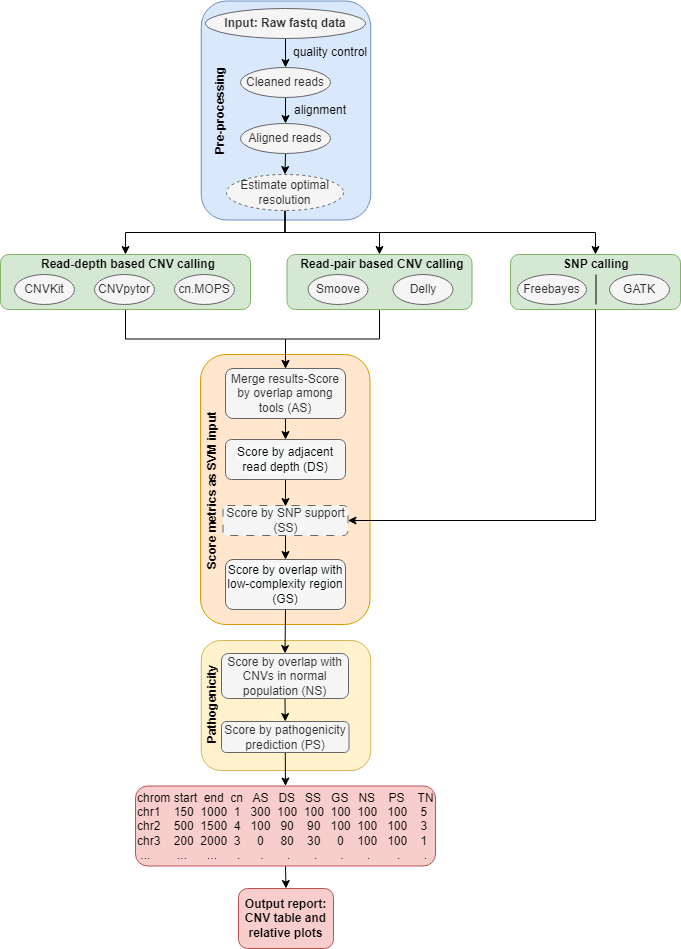 Input: Raw fastq data
quality control
Cleaned reads
alignment
Aligned reads
Estimate optimal
resolution
Pre-processing
Read-depth based CNV calling
CNVKit
CNVpytor
cn.MOPS
Read-pair based CNV calling
Smoove
Delly
SNP calling
Freebayes
GATK
Score metrics as SVM input
Merge results-Score
by overlap among
tools (AS)
Score by adjacent
read depth (DS)
Score by SNP support
(SS)
Score by overlap with
low-complexity region
(GS)
Pathogenicity
Score by overlap with
CNVs in normal
population (NS)
Score by pathogenicity
prediction (PS)
chrom start end cn AS DS SS GS NS PS TN
chr1 150 1000 1 300 100 100 100 100 100 5
chr2 500 1500 4 100 90 90 100 100 100 3
chr3 200 2000 3 0 80 30 0 100 100 1
... ... ... . . . . . . . .
Output report:
CNV table and
relative plots